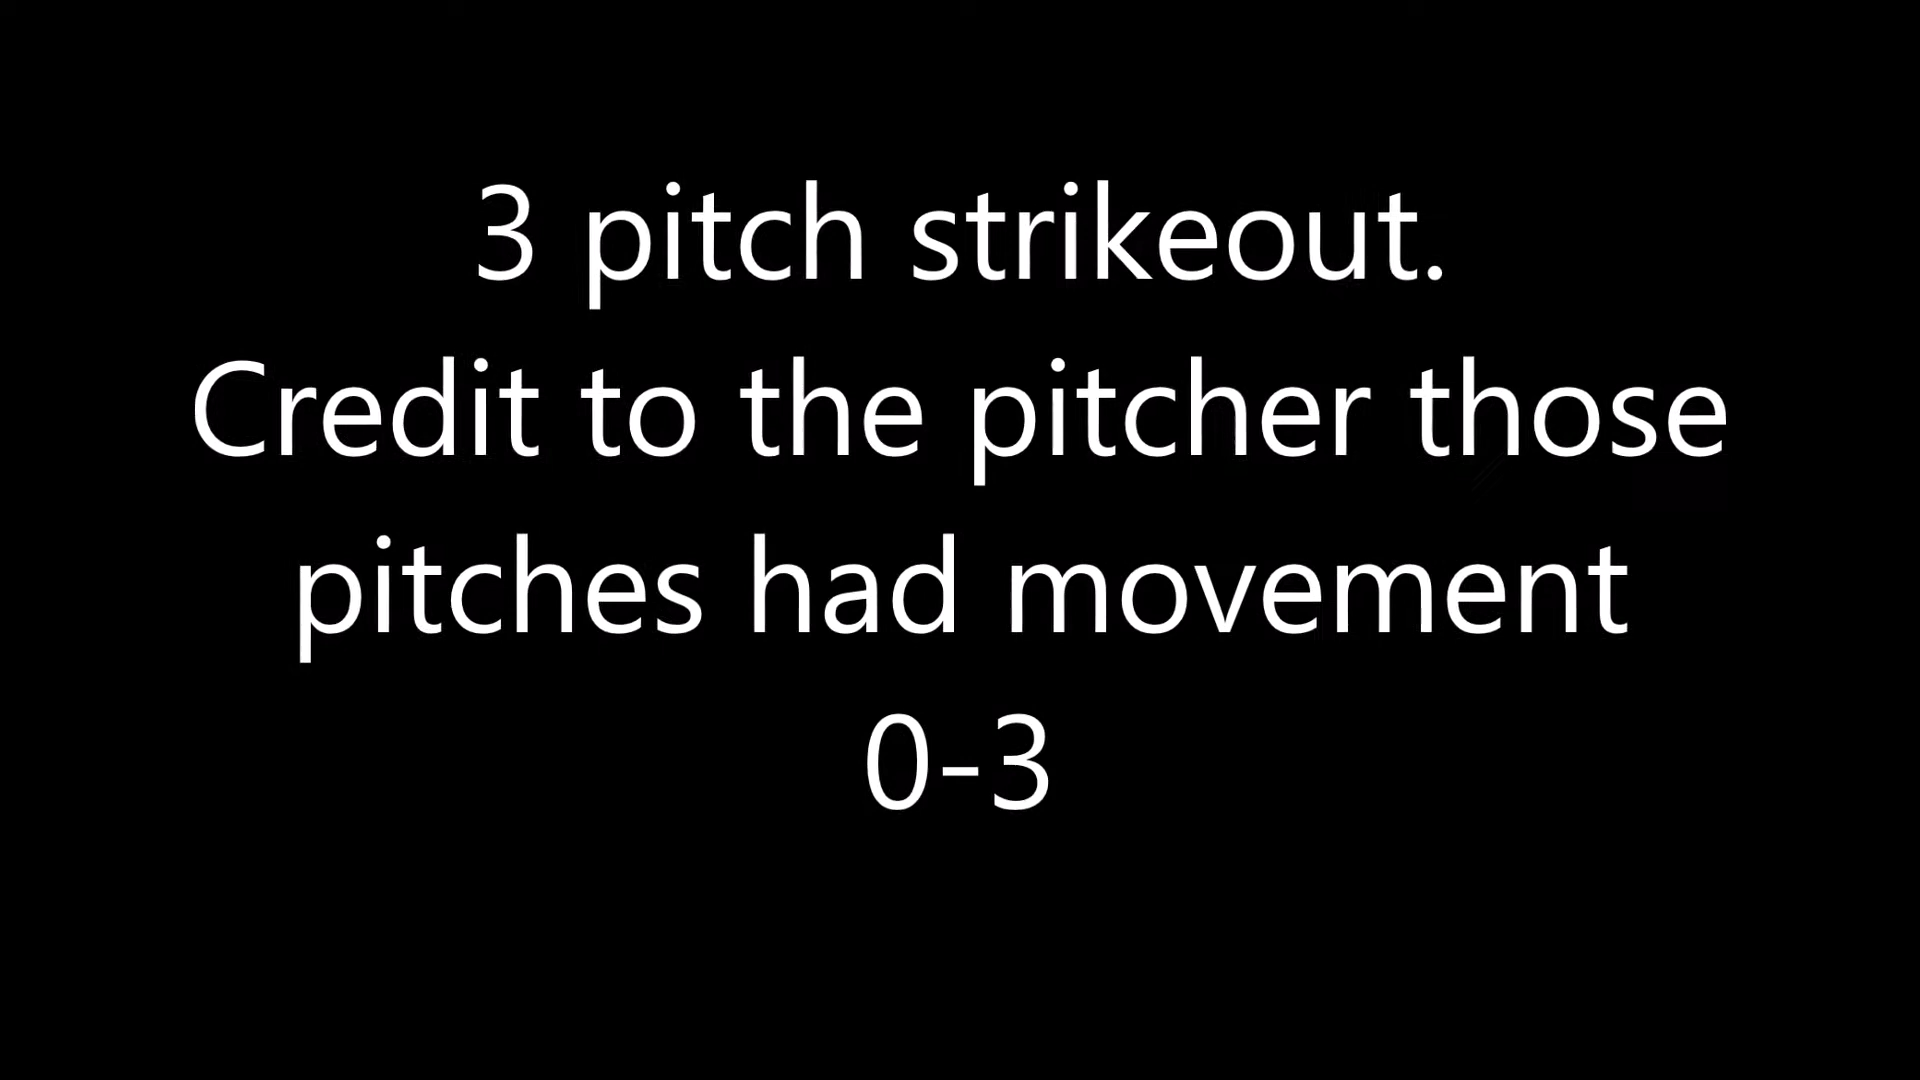 3 pitch strikeout.
Credit to the pitcher those
pitches had movement
0-3